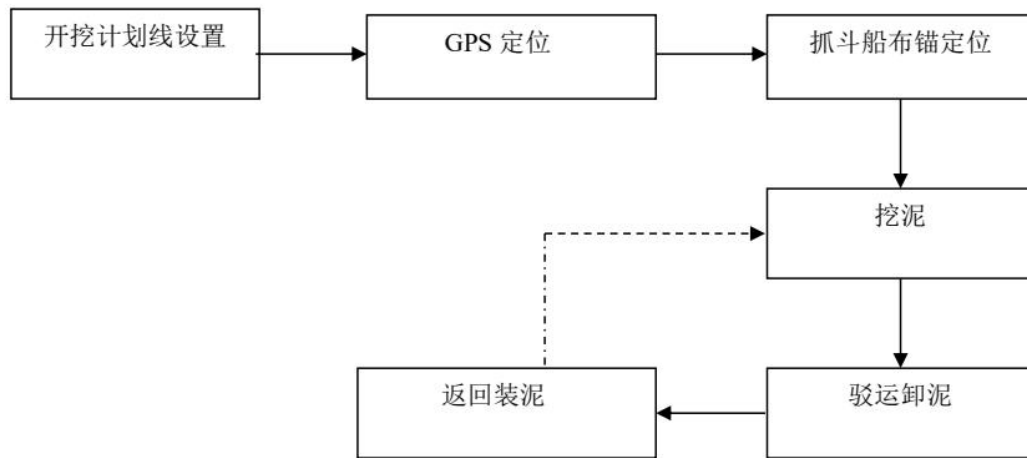 开挖计划线设置
GPS 定位
抓斗船布锚定位
挖泥
驳运卸泥
返回装泥